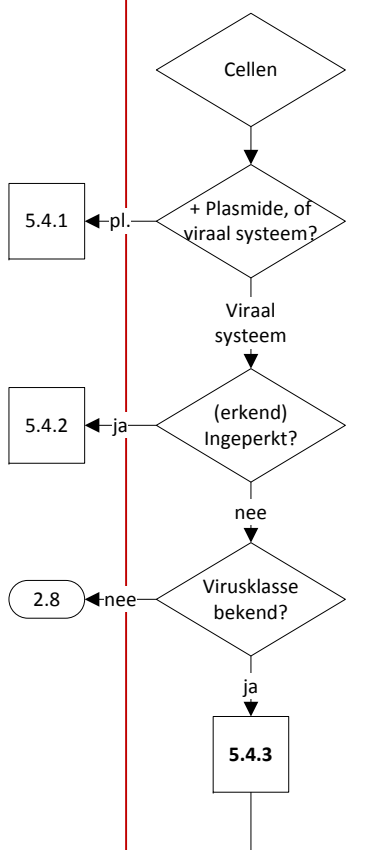 Cellen
+ Plasmide, of
viraal systeem?
pl.
5.4.1
Viraal
systeem
(erkend)
Ingeperkt?
ja
5.4.2
nee
Virusklasse
bekend?
nee
2.8
ja
5.4.3